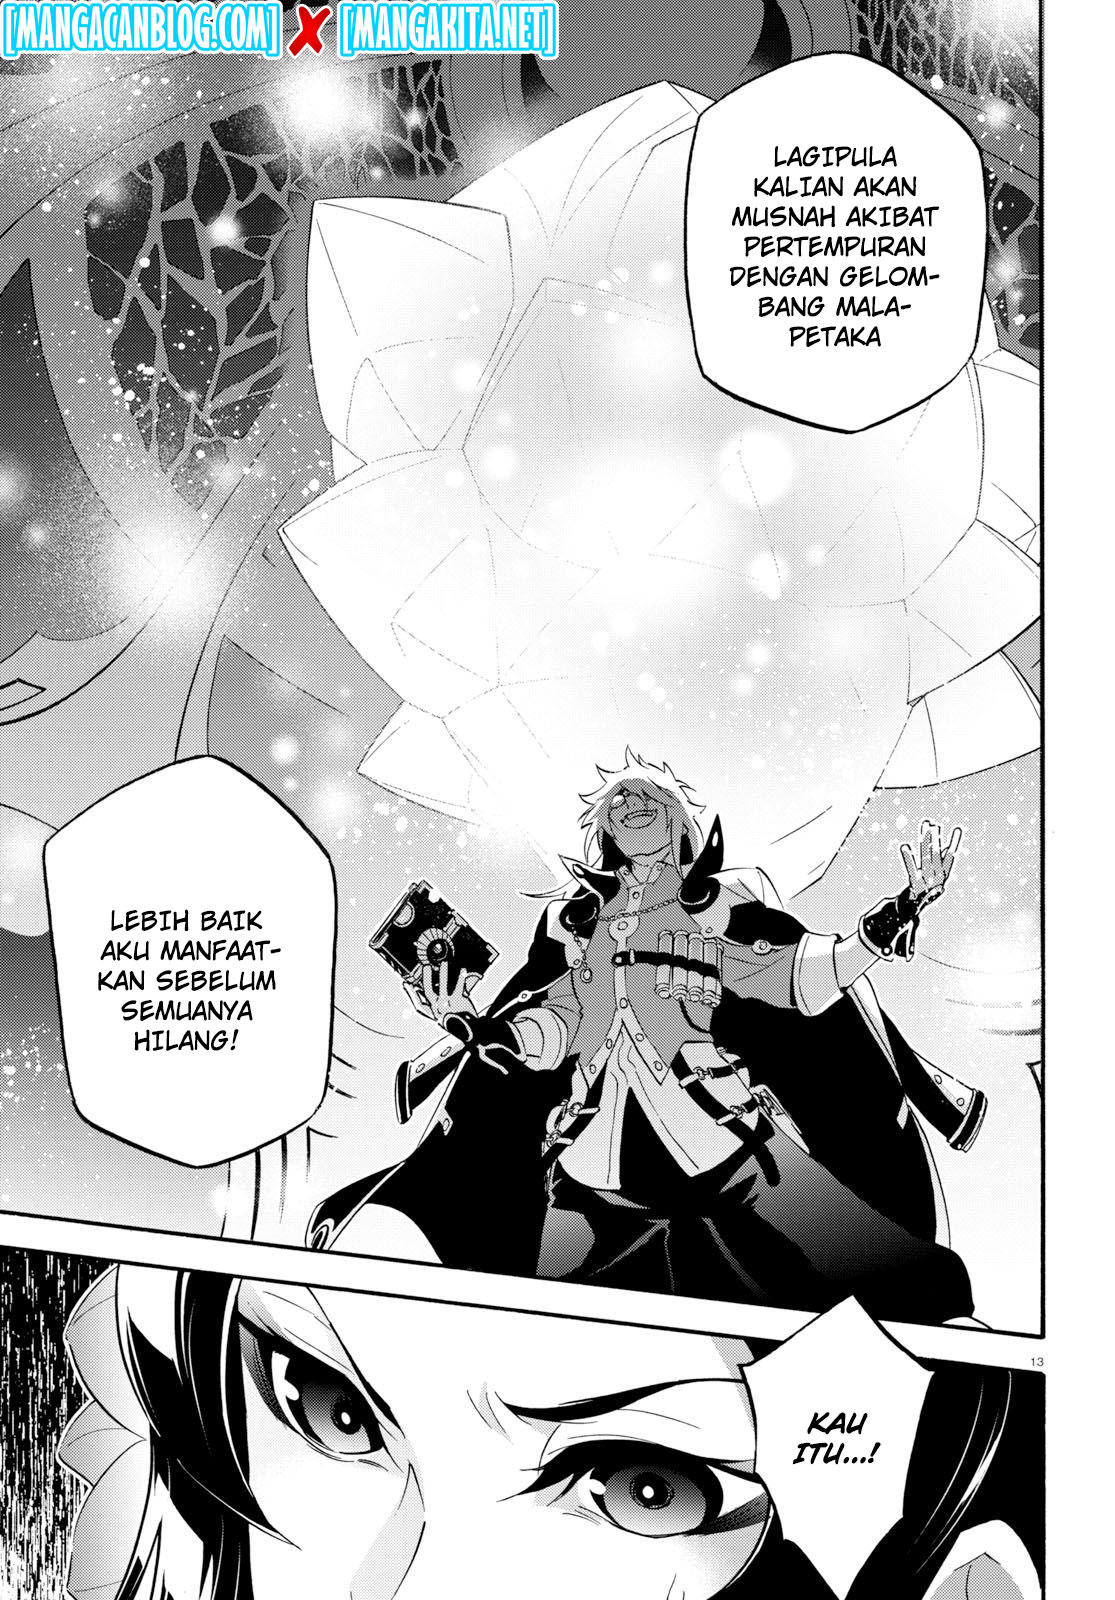 [MANGACANBLOG.COM] X [MANGAKITA.NET]
LAGIPULA
KALIAN AKAN
MUSNAH AKIBAT
PERTEMPURAN
DENGAN GELOM-
BANG MALA-
PETAKA
LEBIH BAIK
AKU MANFAAT-
KAN SEBELUM
SEMUANYA
HILANG!
13
KAU
ITU...!